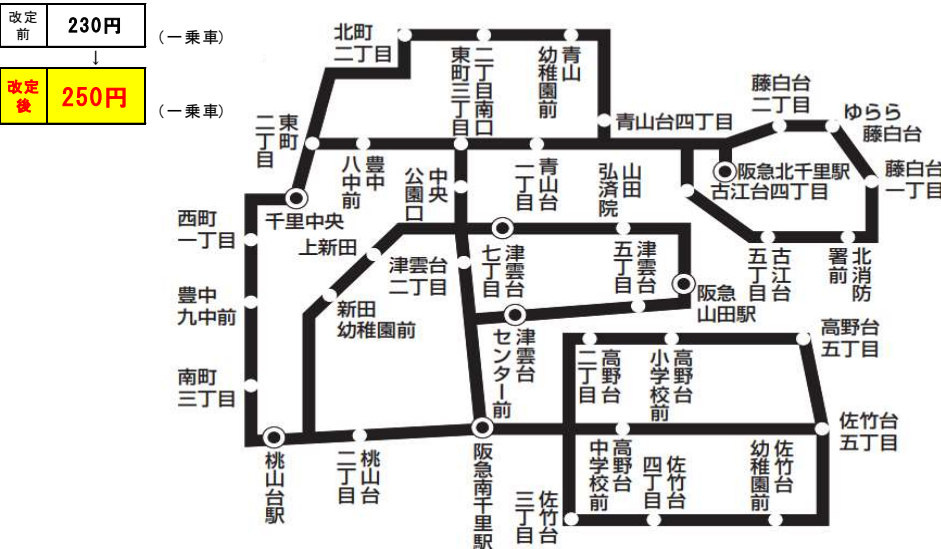 改定前
230円
(一乗車)
↓
改定後
250円
(一乗車)
北町二丁目
東町三丁目
二丁目南口
青山幼稚園前
青山台四丁目
藤白台二丁目
ゆらら藤白台
藤白台一丁目
東町二丁目
豊中八中前
中央公園口
青山台一丁目
山田弘済院
阪急北千里駅
古江台四丁目
古江台五丁目
北消防署前
千里中央
西町一丁目
上新田
津雲台二丁目
津雲台七丁目
津雲台五丁目
阪急山田駅
豊中九中前
新田幼稚園前
津雲台センター前
高野台二丁目
高野台小学校前
高野台五丁目
南町三丁目
桃山台駅
桃山台二丁目
阪急南千里駅
高野台中学校前
佐竹台五丁目
佐竹台三丁目
佐竹台四丁目
佐竹台幼稚園前